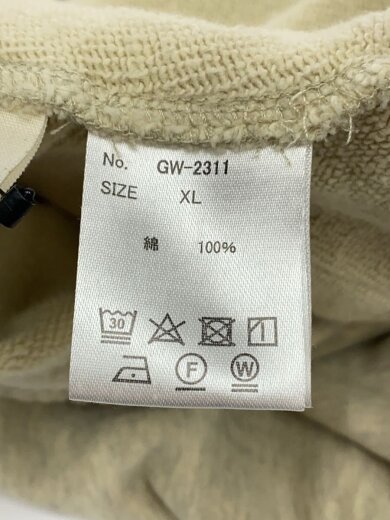 No. GW-2311
SIZE XL
綿 100%
30
F W